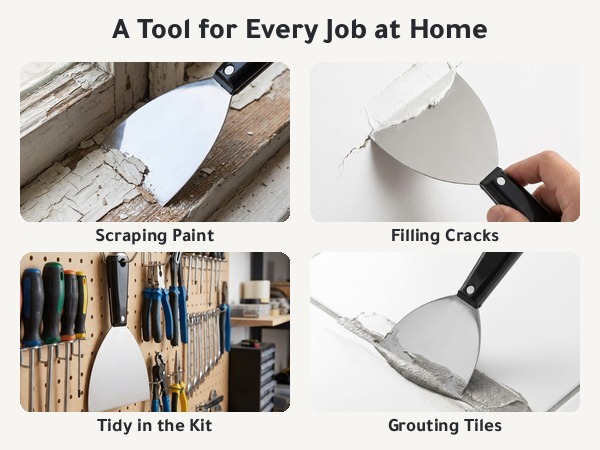 A Tool for Every Job at Home
Scraping Paint
Filling Cracks
Tidy in the Kit
Grouting Tiles